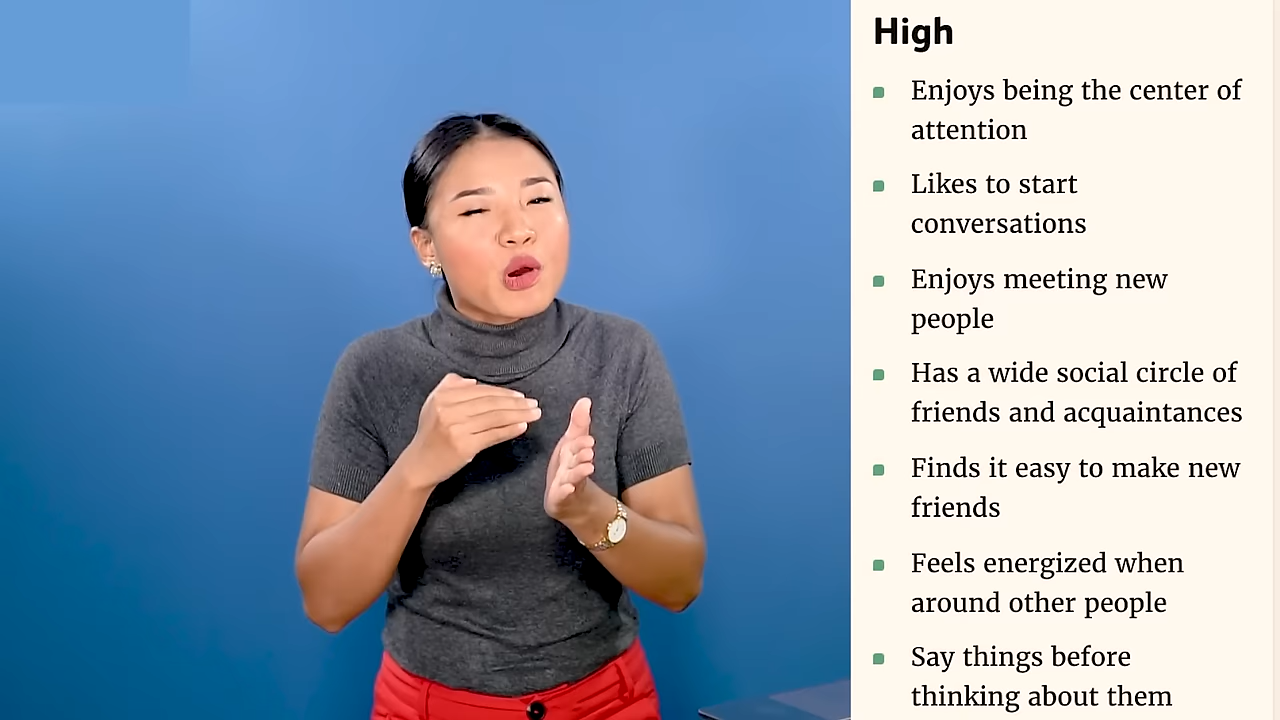 High
Enjoys being the center of
attention
Likes to start
conversations
Enjoys meeting new
people
Has a wide social circle of
friends and acquaintances
Finds it easy to make new
friends
Feels energized when
around other people
Say things before
thinking about them